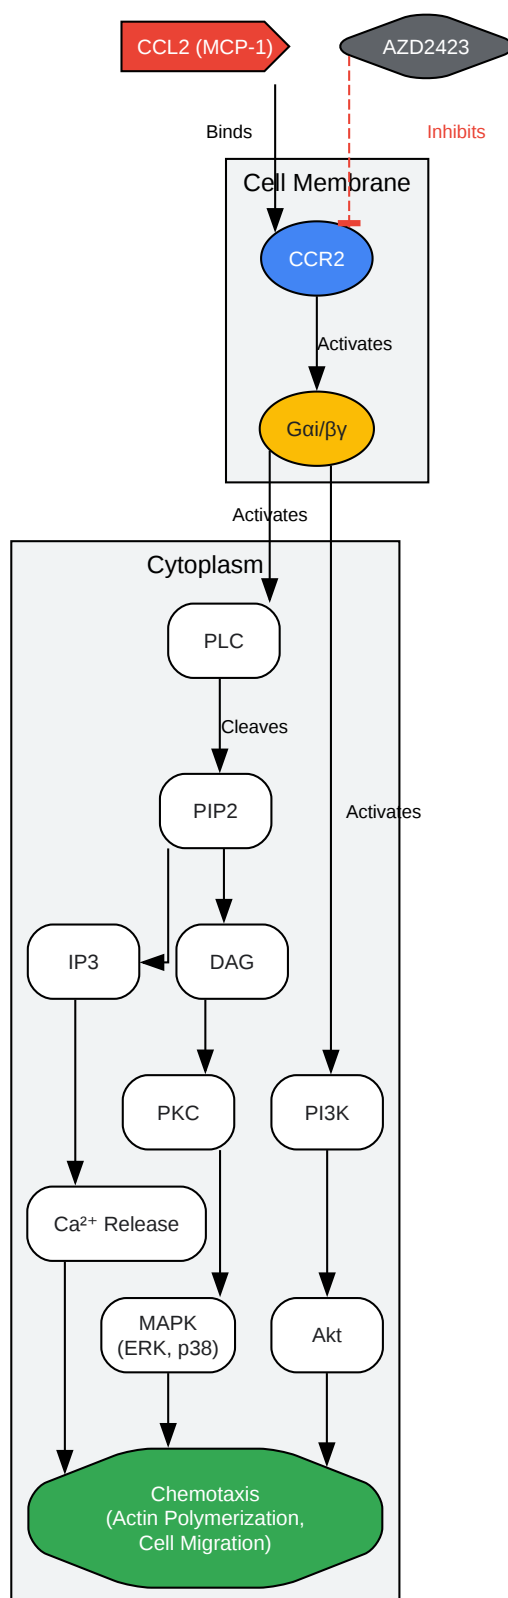 CCL2 (MCP-1)
AZD2423
Binds
Inhibits
Cell Membrane
CCR2
Activates
Gαi/βγ
Activates
Cytoplasm
PLC
Cleaves
PIP2
Activates
IP3
DAG
PKC
PI3K
Ca²⁺ Release
MAPK
(ERK, p38)
Akt
Chemotaxis
(Actin Polymerization,
Cell Migration)